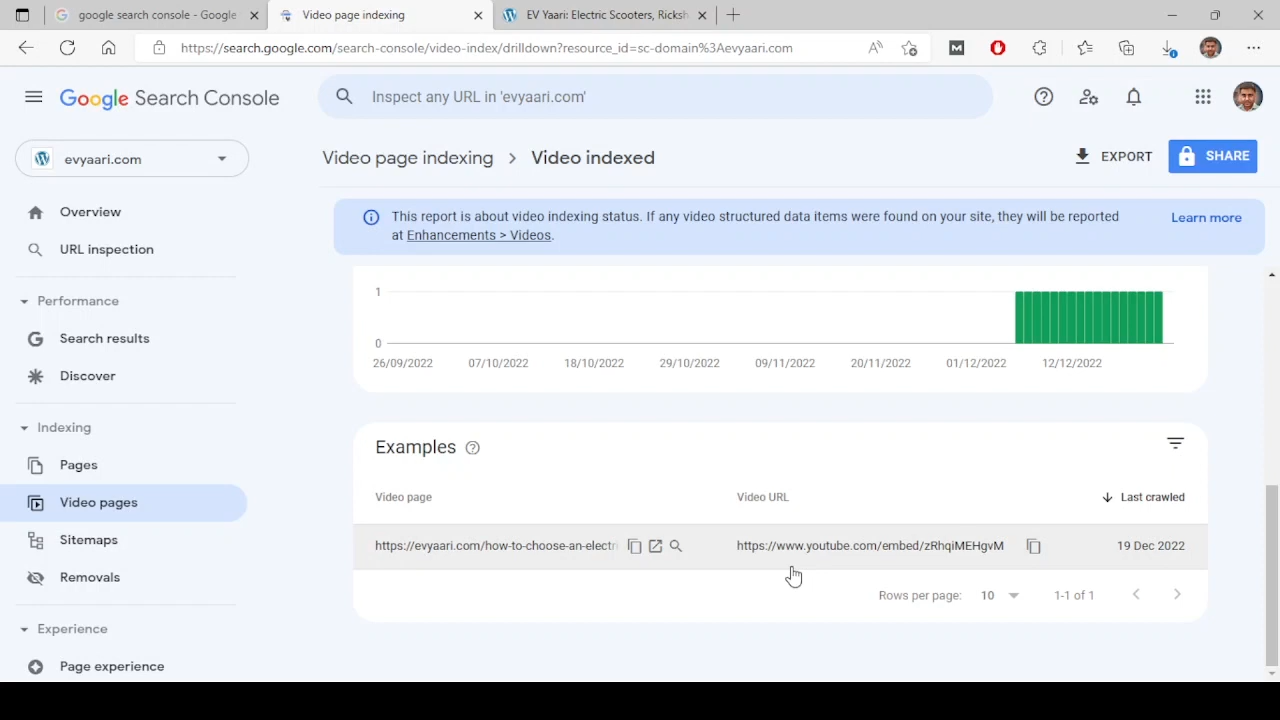 google search console - Google
Video page indexing
EV Yaari: Electric Scooters, Ricksh
https://search.google.com/search-console/video-index/drilldown?resource_id=sc-domain%3Aevyaari.com
Google Search Console
Inspect any URL in 'evyaari.com'
evyaari.com
Video page indexing > Video indexed
EXPORT
SHARE
Overview
URL inspection
Performance
Search results
Discover
Indexing
Pages
Video pages
Sitemaps
Removals
Experience
Page experience
This report is about video indexing status. If any video structured data items were found on your site, they will be reported
at Enhancements > Videos.
Learn more
1
0
26/09/2022 07/10/2022 18/10/2022 29/10/2022 09/11/2022 20/11/2022 01/12/2022 12/12/2022
Examples
Video page Video URL Last crawled
https://evyaari.com/how-to-choose-an-electri https://www.youtube.com/embed/zRhqiMEHgvM 19 Dec 2022
Rows per page: 10 1-1 of 1